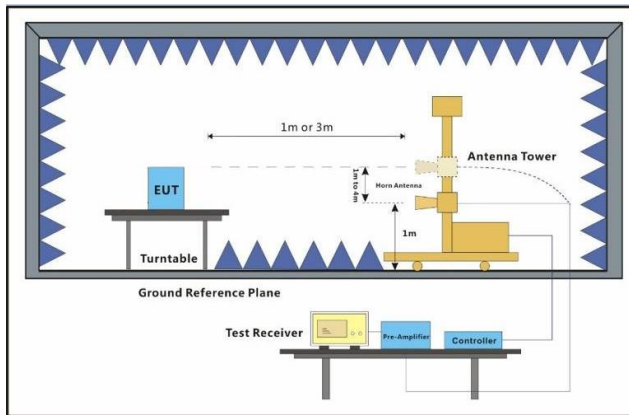 1m or 3m
Antenna Tower
1m to 4m
Horn Antenna
EUT
1m
Turntable
Ground Reference Plane
Test Receiver
Pre-Amplifier
Controller